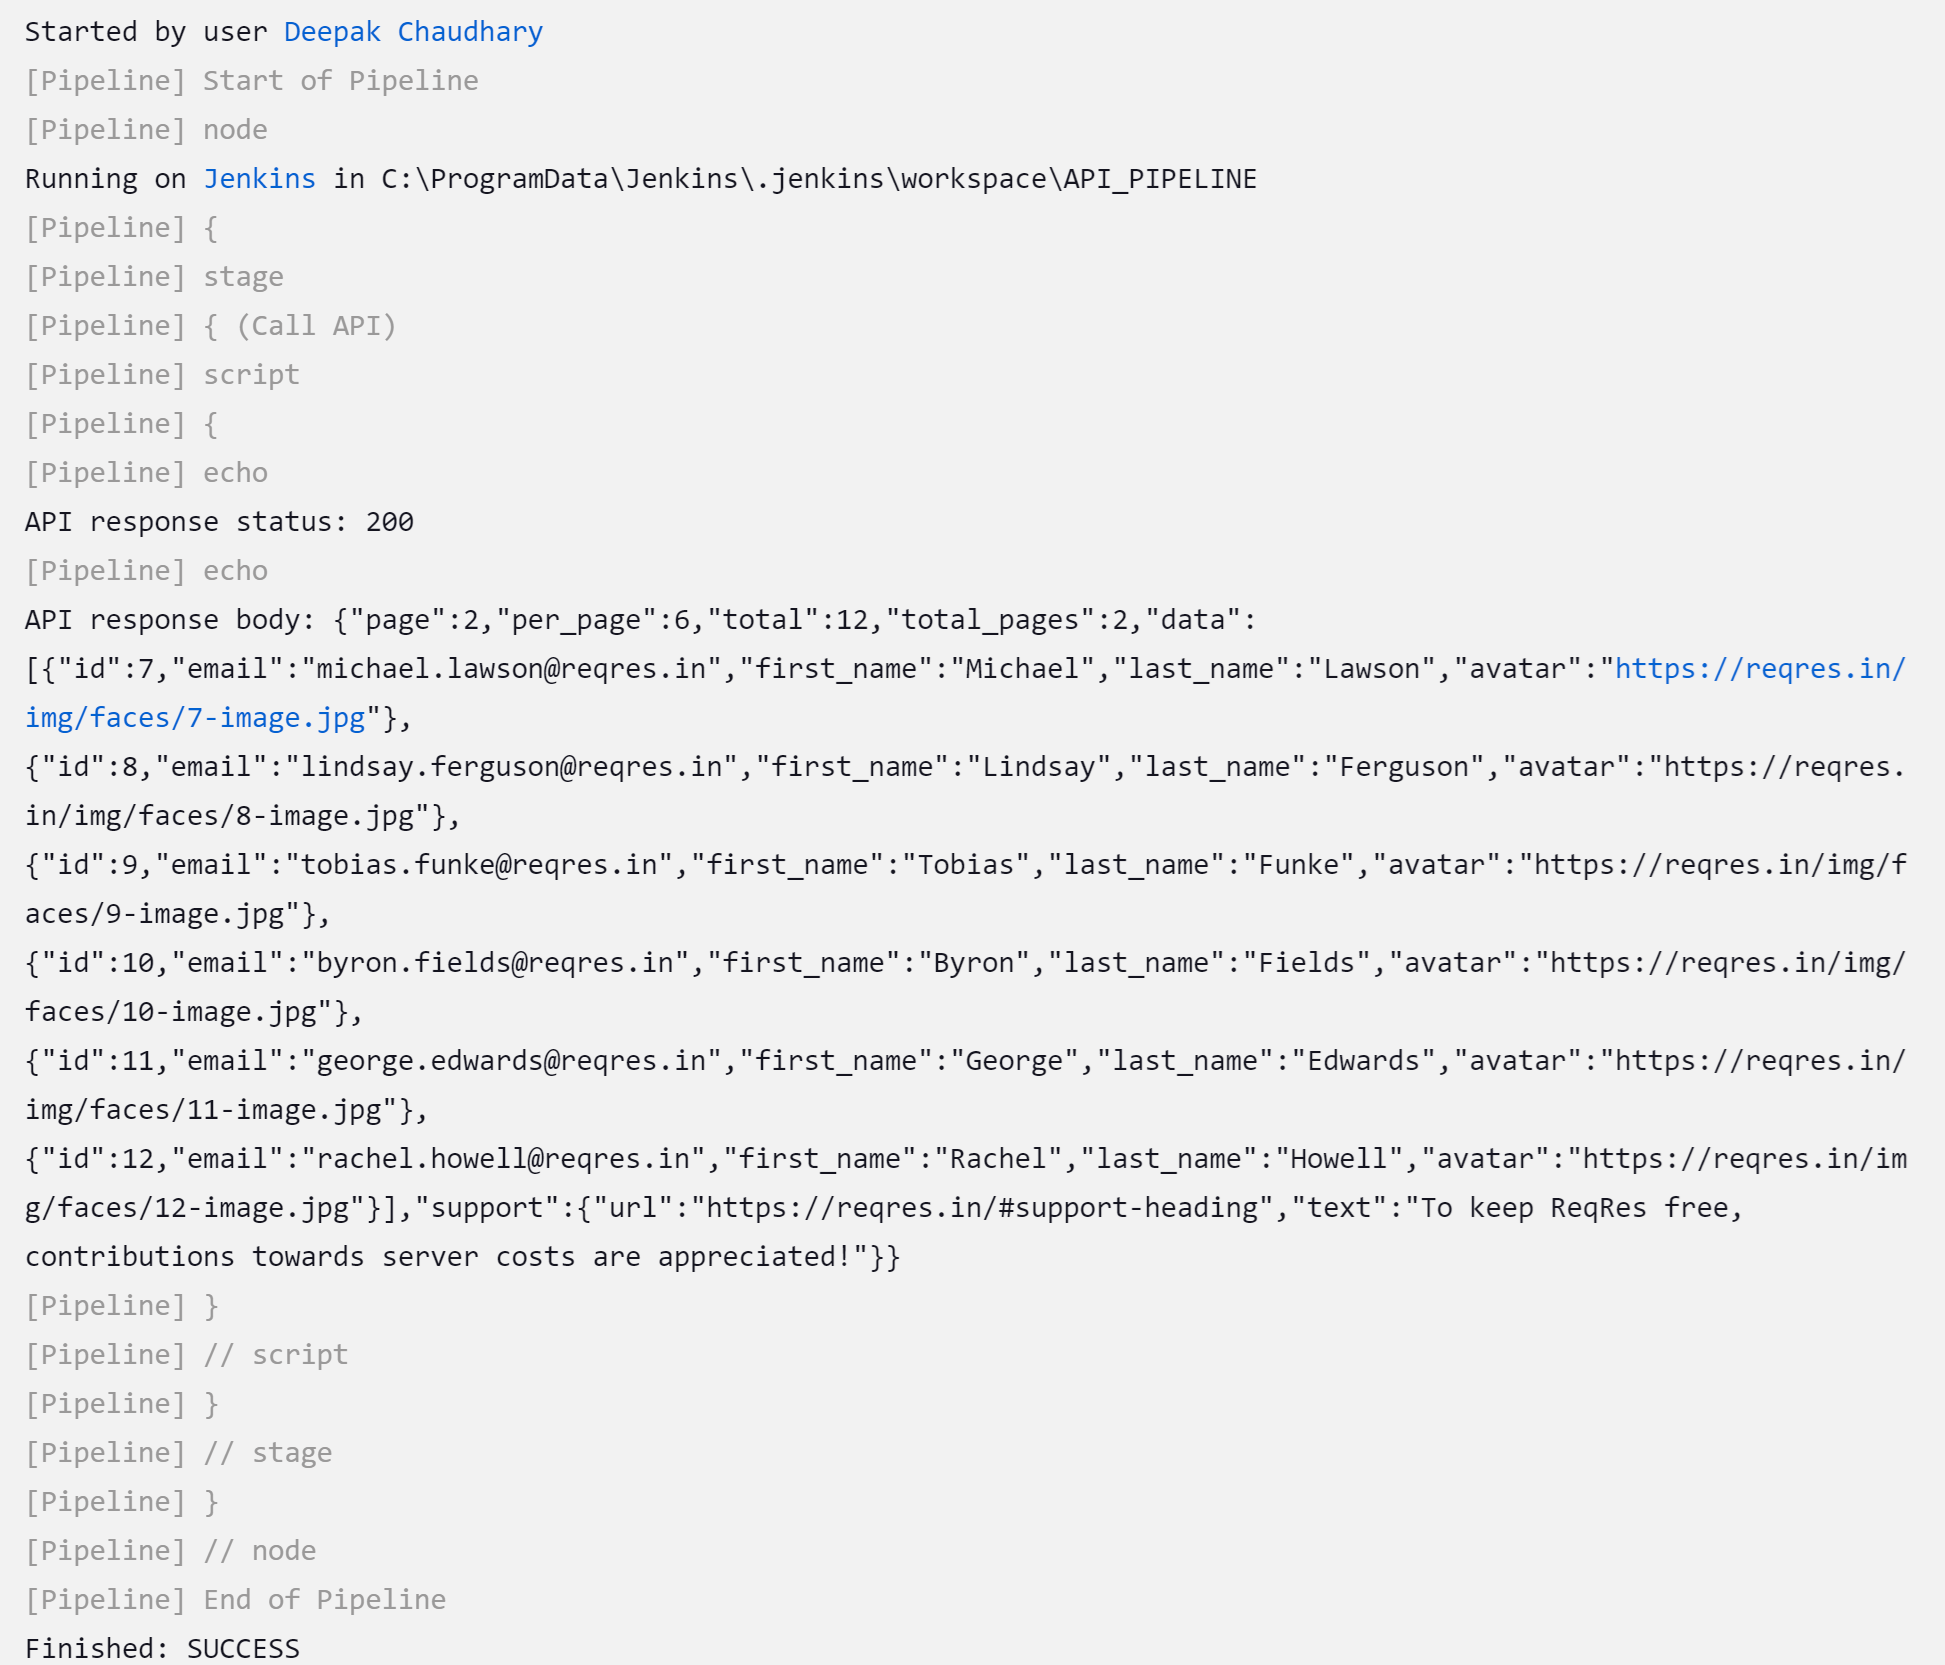 Started by user Deepak Chaudhary
[Pipeline] Start of Pipeline
[Pipeline] node
Running on Jenkins in C:\ProgramData\Jenkins\.jenkins\workspace\API_PIPELINE
[Pipeline] {
[Pipeline] stage
[Pipeline] { (Call API)
[Pipeline] script
[Pipeline] {
[Pipeline] echo
API response status: 200
[Pipeline] echo
API response body: {"page":2,"per_page":6,"total":12,"total_pages":2,"data":
[{"id":7,"email":"michael.lawson@reqres.in","first_name":"Michael","last_name":"Lawson","avatar":"https://reqres.in/
img/faces/7-image.jpg"},
{"id":8,"email":"lindsay.ferguson@reqres.in","first_name":"Lindsay","last_name":"Ferguson","avatar":"https://reqres.
in/img/faces/8-image.jpg"},
{"id":9,"email":"tobias.funke@reqres.in","first_name":"Tobias","last_name":"Funke","avatar":"https://reqres.in/img/f
aces/9-image.jpg"},
{"id":10,"email":"byron.fields@reqres.in","first_name":"Byron","last_name":"Fields","avatar":"https://reqres.in/img/
faces/10-image.jpg"},
{"id":11,"email":"george.edwards@reqres.in","first_name":"George","last_name":"Edwards","avatar":"https://reqres.in/
img/faces/11-image.jpg"},
{"id":12,"email":"rachel.howell@reqres.in","first_name":"Rachel","last_name":"Howell","avatar":"https://reqres.in/im
g/faces/12-image.jpg"}],"support":{"url":"https://reqres.in/#support-heading","text":"To keep ReqRes free,
contributions towards server costs are appreciated!"}}
[Pipeline] }
[Pipeline] // script
[Pipeline] }
[Pipeline] // stage
[Pipeline] }
[Pipeline] // node
[Pipeline] End of Pipeline
Finished: SUCCESS